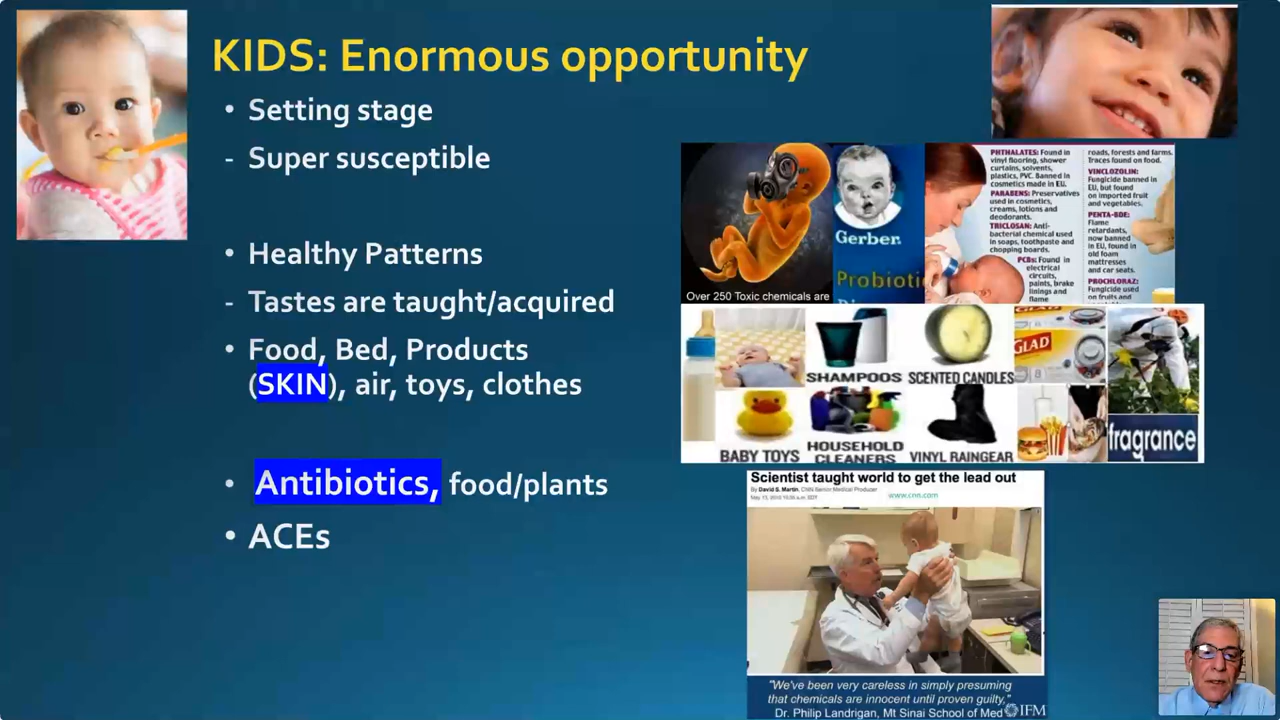 KIDS: Enormous opportunity
• Setting stage
- Super susceptible
• Healthy Patterns
- Tastes are taught/acquired
• Food, Bed, Products
(SKIN), air, toys, clothes
• Antibiotics, food/plants
• ACEs
Over 250 Toxic chemicals are
Gerber
Probioti
PHTHALATES: Found in
vinyl flooring, shower
curtains, solvents,
plastics, PVC. Banned in
cosmetics made in EU.
PARABENS: Preservatives
used in cosmetics,
creams, lotions and
deodorants.
TRICLOSAN: Anti-
bacterial chemical used
in soaps, toothpaste and
chopping boards.
PCBs: Found in
electrical
circuits,
paints, brake
linings and
flame
roads, forests and farms.
Traces found on food.
VINCLOZOLIN:
Fungicide banned in
EU, but found
on imported fruit
and vegetables.
PENTA-BDE:
Flame
retardants,
now banned
in EU, found in
old foam
mattresses
and car seats.
PROCHLORAZ:
Fungicide used
on fruits and
SHAMPOOS
SCENTED CANDLES
GLAD
BABY TOYS
HOUSEHOLD
CLEANERS
VINYL RAINGEAR
fragrance
Scientist taught world to get the lead out
By David S. Martin, CNN Senior Medical Producer
www.cnn.com
"We've been very careless in simply presuming
that chemicals are innocent until proven guilty,"
Dr. Philip Landrigan, Mt Sinai School of Med
IFM